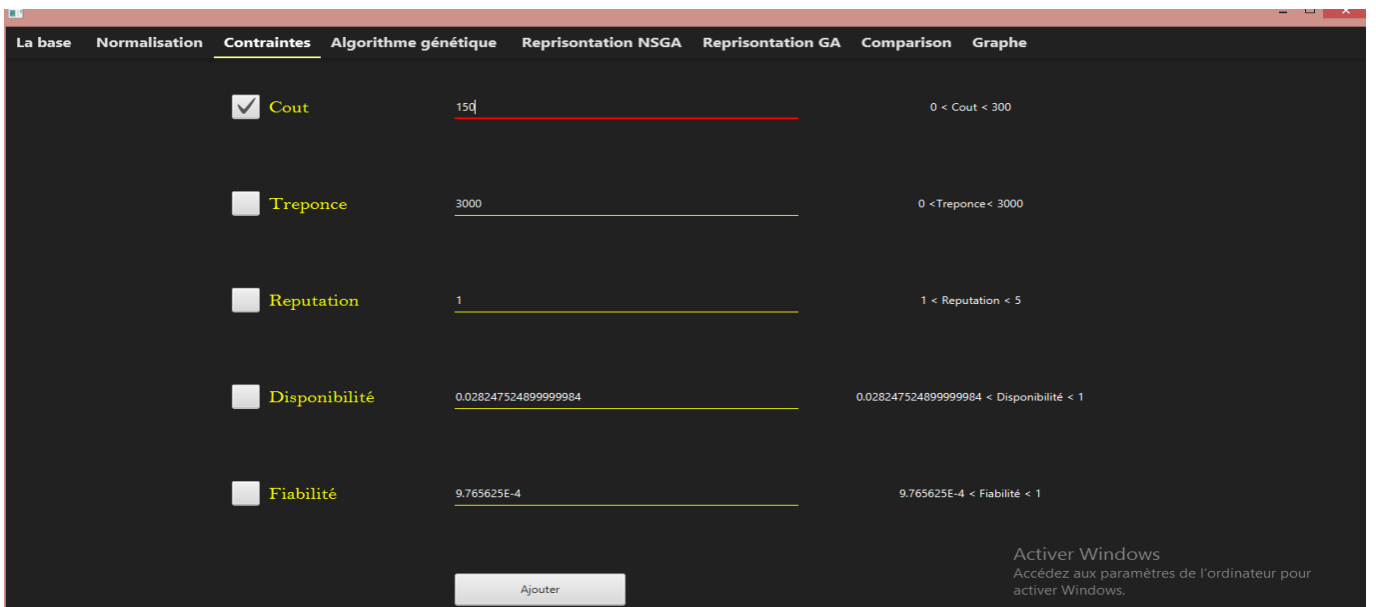 La base Normalisation Contraintes Algorithme génétique Reprisontation NSGA Reprisontation GA Comparison Graphe
Cout 150 0 < Cout < 300
Treponce 3000 0 <Treponce< 3000
Reputation 1 1 < Reputation < 5
Disponibilité 0.028247524899999984 0.028247524899999984 < Disponibilité < 1
Fiabilité 9.765625E-4 9.765625E-4 < Fiabilité < 1
Ajouter
Activer Windows
Accédez aux paramètres de l'ordinateur pour
activer Windows.